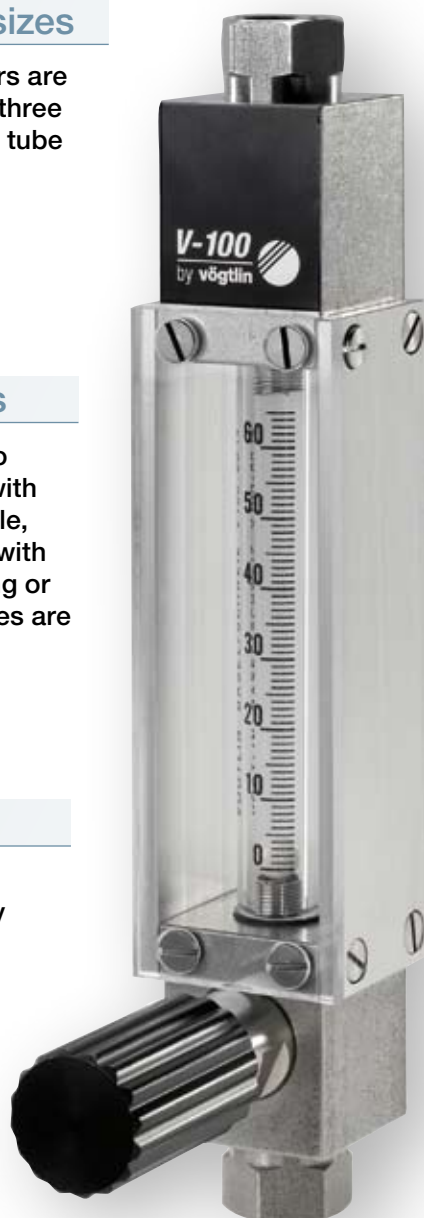 sizes
rs are
three
tube
s
o
with
le,
with
g or
es are
y
V-100
by vögtlin
60
50
40
30
20
10
0